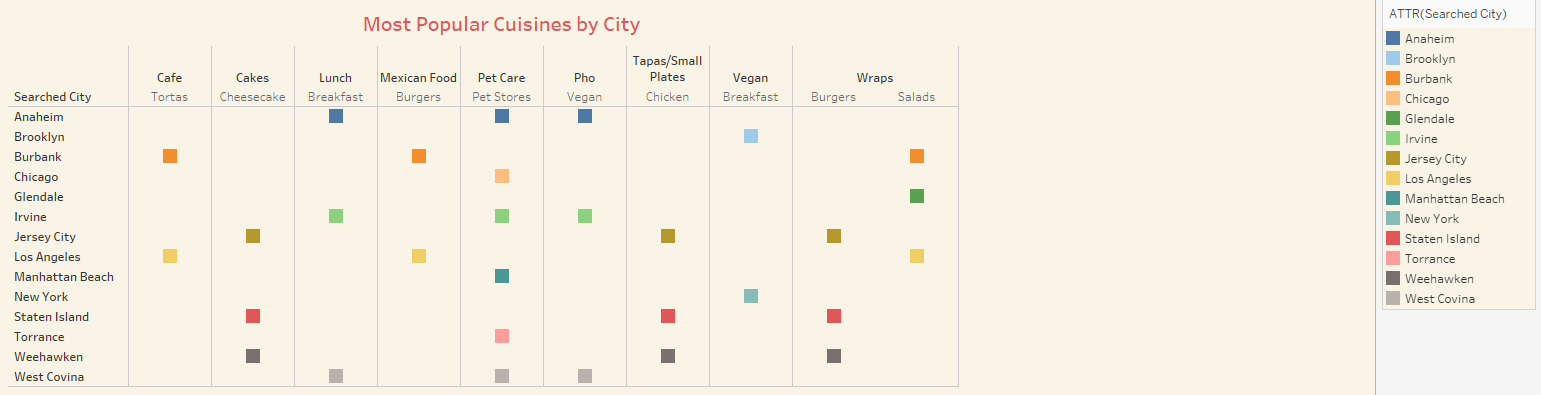 Most Popular Cuisines by City
Tapas/Small
Cafe Cakes Lunch Mexican Food Pet Care Pho Plates Vegan Wraps
Searched City Tortas Cheesecake Breakfast Burgers Pet Stores Vegan Chicken Breakfast Burgers Salads
Anaheim
Brooklyn
Burbank
Chicago
Glendale
Irvine
Jersey City
Los Angeles
Manhattan Beach
New York
Staten Island
Torrance
Weehawken
West Covina
ATTR(Searched City)
Anaheim
Brooklyn
Burbank
Chicago
Glendale
Irvine
Jersey City
Los Angeles
Manhattan Beach
New York
Staten Island
Torrance
Weehawken
West Covina